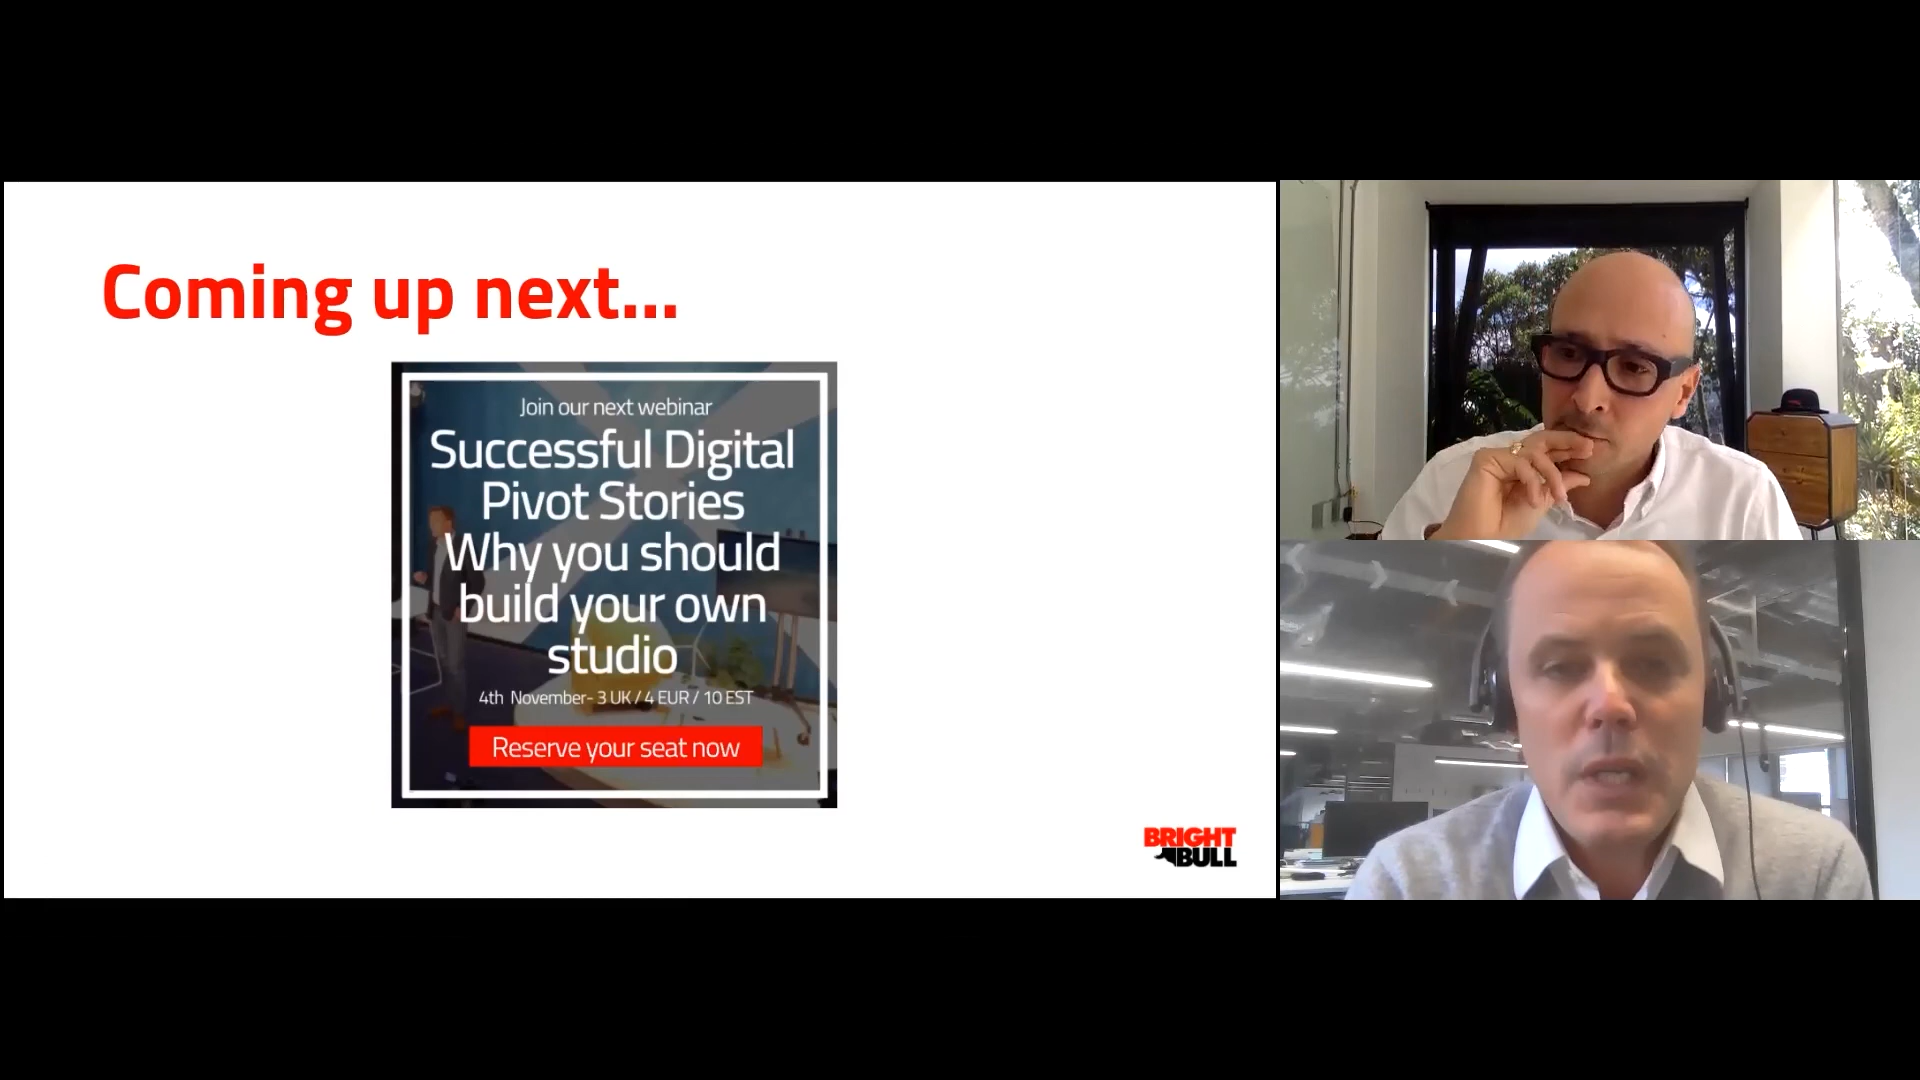 Coming up next...
Join our next webinar
Successful Digital
Pivot Stories
Why you should
build your own
studio
4th November- 3 UK / 4 EUR / 10 EST
Reserve your seat now
BRIGHT
BULL